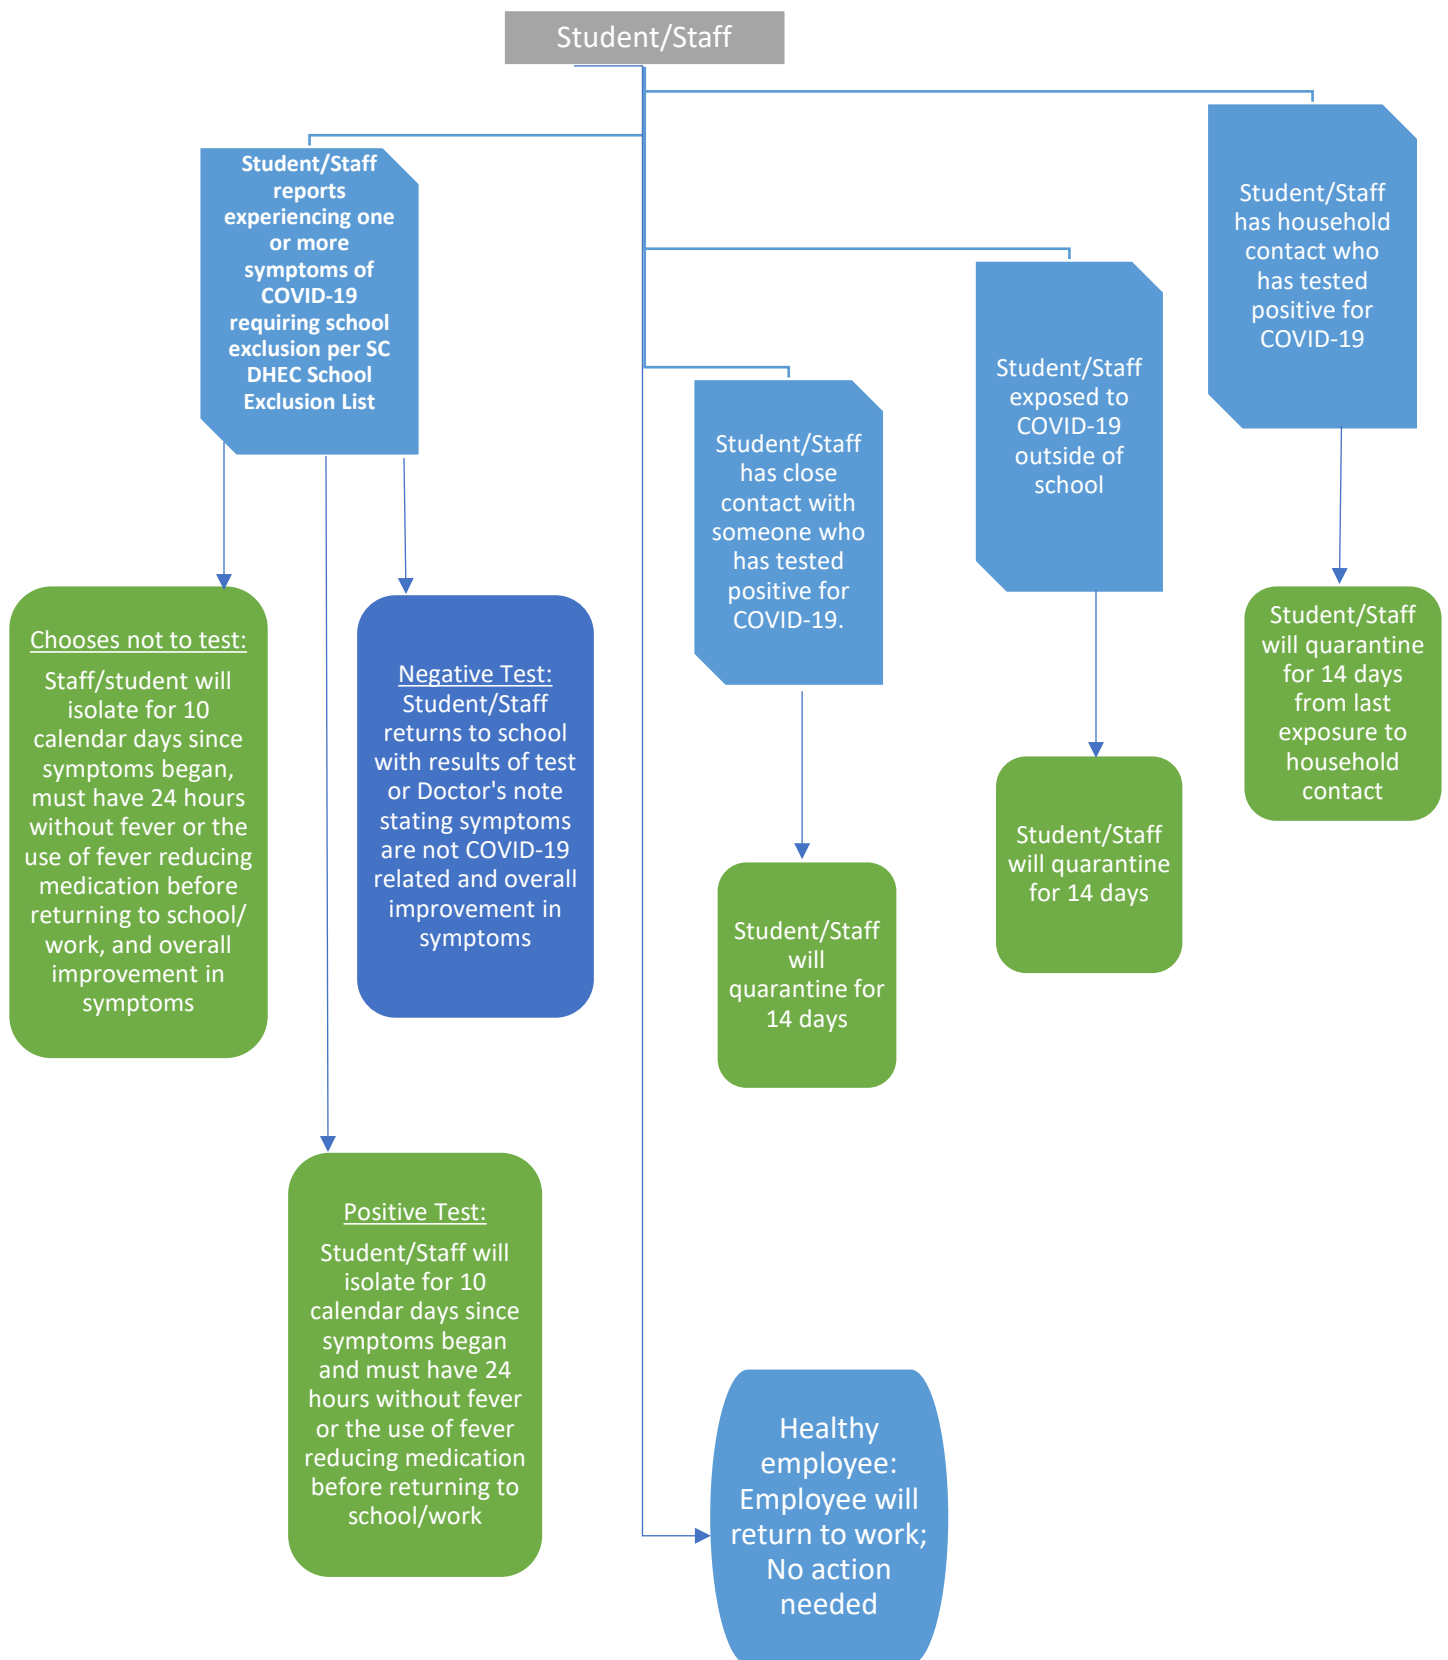 Student/Staff
Student/Staff
reports
experiencing one
or more
symptoms of
COVID-19
requiring school
exclusion per SC
DHEC School
Exclusion List
Student/Staff
has close
contact with
someone who
has tested
positive for
COVID-19.
Student/Staff
exposed to
COVID-19
outside of
school
Student/Staff
has household
contact who
has tested
positive for
COVID-19
Chooses not to test:
Staff/student will
isolate for 10
calendar days since
symptoms began,
must have 24 hours
without fever or the
use of fever reducing
medication before
returning to school/
work, and overall
improvement in
symptoms
Negative Test:
Student/Staff
returns to school
with results of test
or Doctor's note
stating symptoms
are not COVID-19
related and overall
improvement in
symptoms
Student/Staff
will
quarantine for
14 days
Student/Staff
will quarantine
for 14 days
Student/Staff
will quarantine
for 14 days
from last
exposure to
household
contact
Positive Test:
Student/Staff will
isolate for 10
calendar days since
symptoms began
and must have 24
hours without fever
or the use of fever
reducing medication
before returning to
school/work
Healthy
employee:
Employee will
return to work;
No action
needed